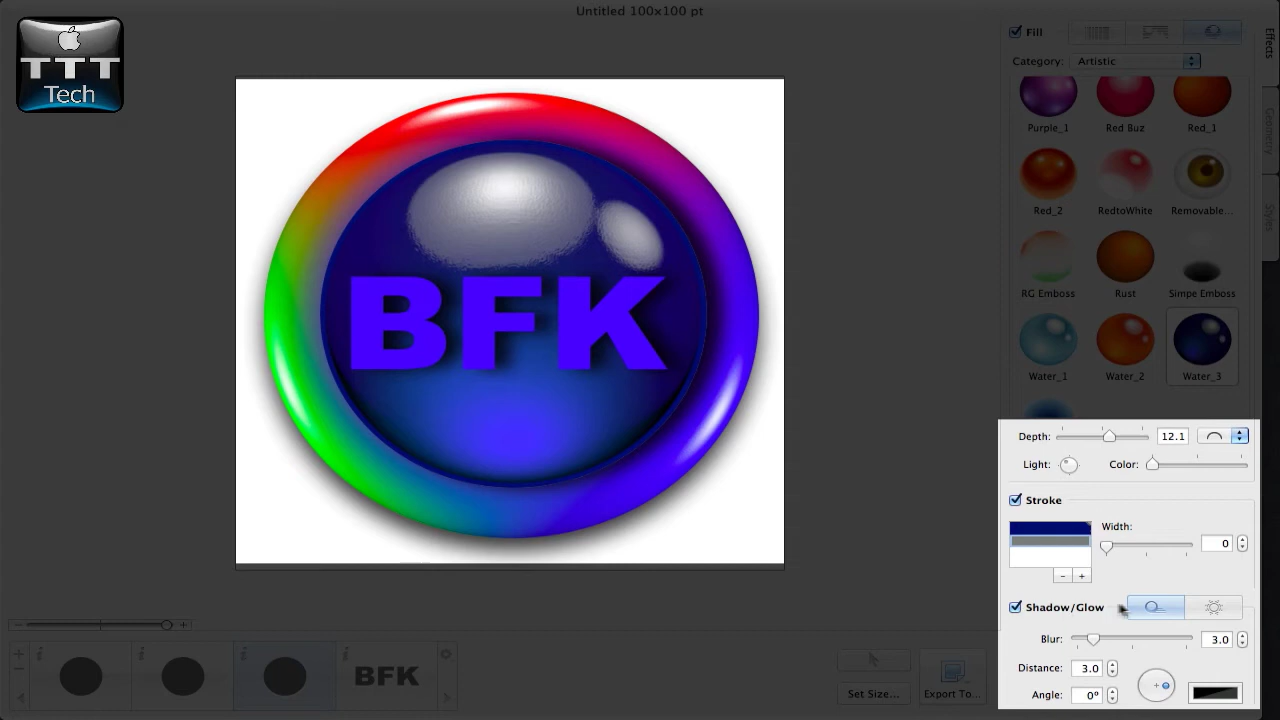 Untitled 100x100 pt
TTT
Tech
BFK
Fill
Category: Artistic
Purple_1 Red Buz Red_1
Red_2 RedtoWhite Removable...
RG Emboss Rust Simpe Emboss
Water_1 Water_2 Water_3
Depth: 12.1
Light: Color:
Stroke
Width:
0
- +
Shadow/Glow
Blur: 3.0
Distance: 3.0
Angle: 0°
Effects
Geometry
Styles
- +
BFK
Set Size... Export To...